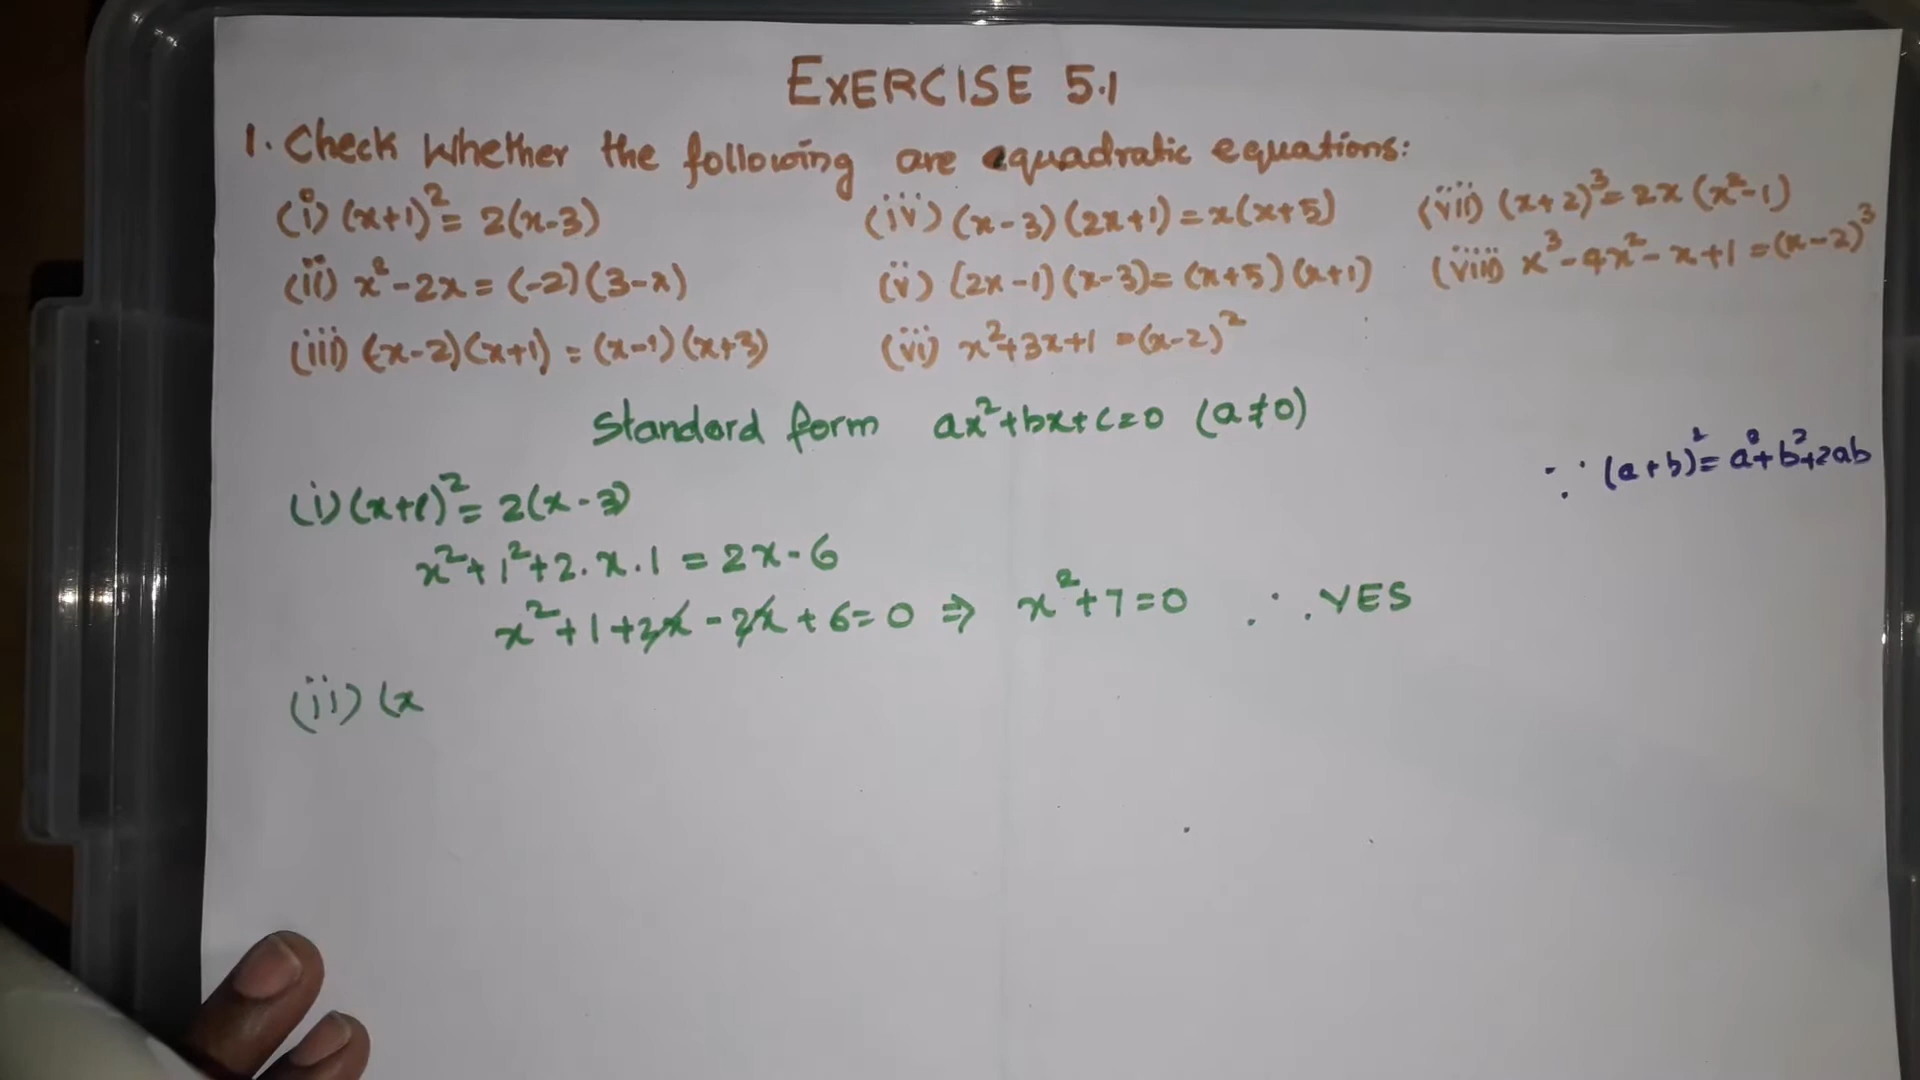 EXERCISE 5.1
1. Check whether the following are quadratic equations:
(i) (x+1)²= 2(x-3)
(ii) x²-2x = (-2)(3-x)
(iii) (x-2)(x+1) = (x-1)(x+3)
(iv) (x-3)(2x+1)=x(x+5)
(v) (2x-1)(x-3)=(x+5)(x+1)
(vi) x²+3x+1 =(x-2)²
(vii) (x+2)³=2x(x²-1)
(viii) x³-4x²-x+1=(x-2)³
Standard form ax²+bx+c=0 (a≠0)
∵ (a+b)²= a²+b²+2ab
(i)(x+1)²= 2(x-3)
x²+1²+2.x.1 = 2x-6
x²+1+2x-2x+6=0 ⇒ x²+7=0 ∴ YES
(ii) (x